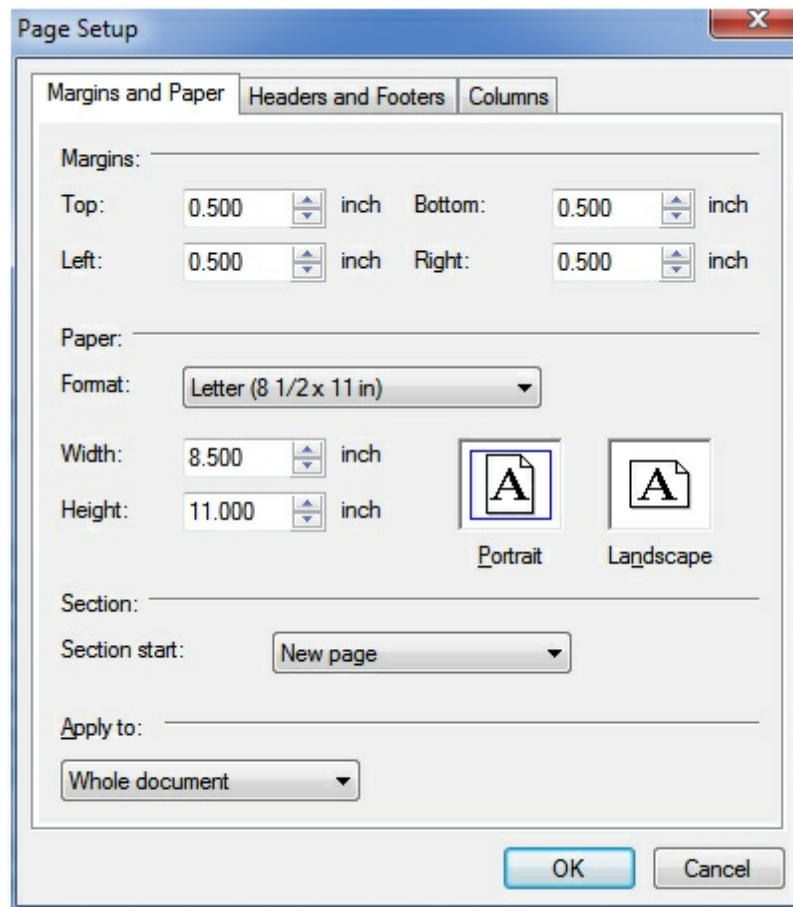 Page Setup
X
Margins and Paper Headers and Footers Columns
Margins:
Top: 0.500 inch Bottom: 0.500 inch
Left: 0.500 inch Right: 0.500 inch
Paper:
Format: Letter (8 1/2 x 11 in)
Width: 8.500 inch
Height: 11.000 inch
A A
Portrait Landscape
Section:
Section start: New page
Apply to:
Whole document
OK Cancel